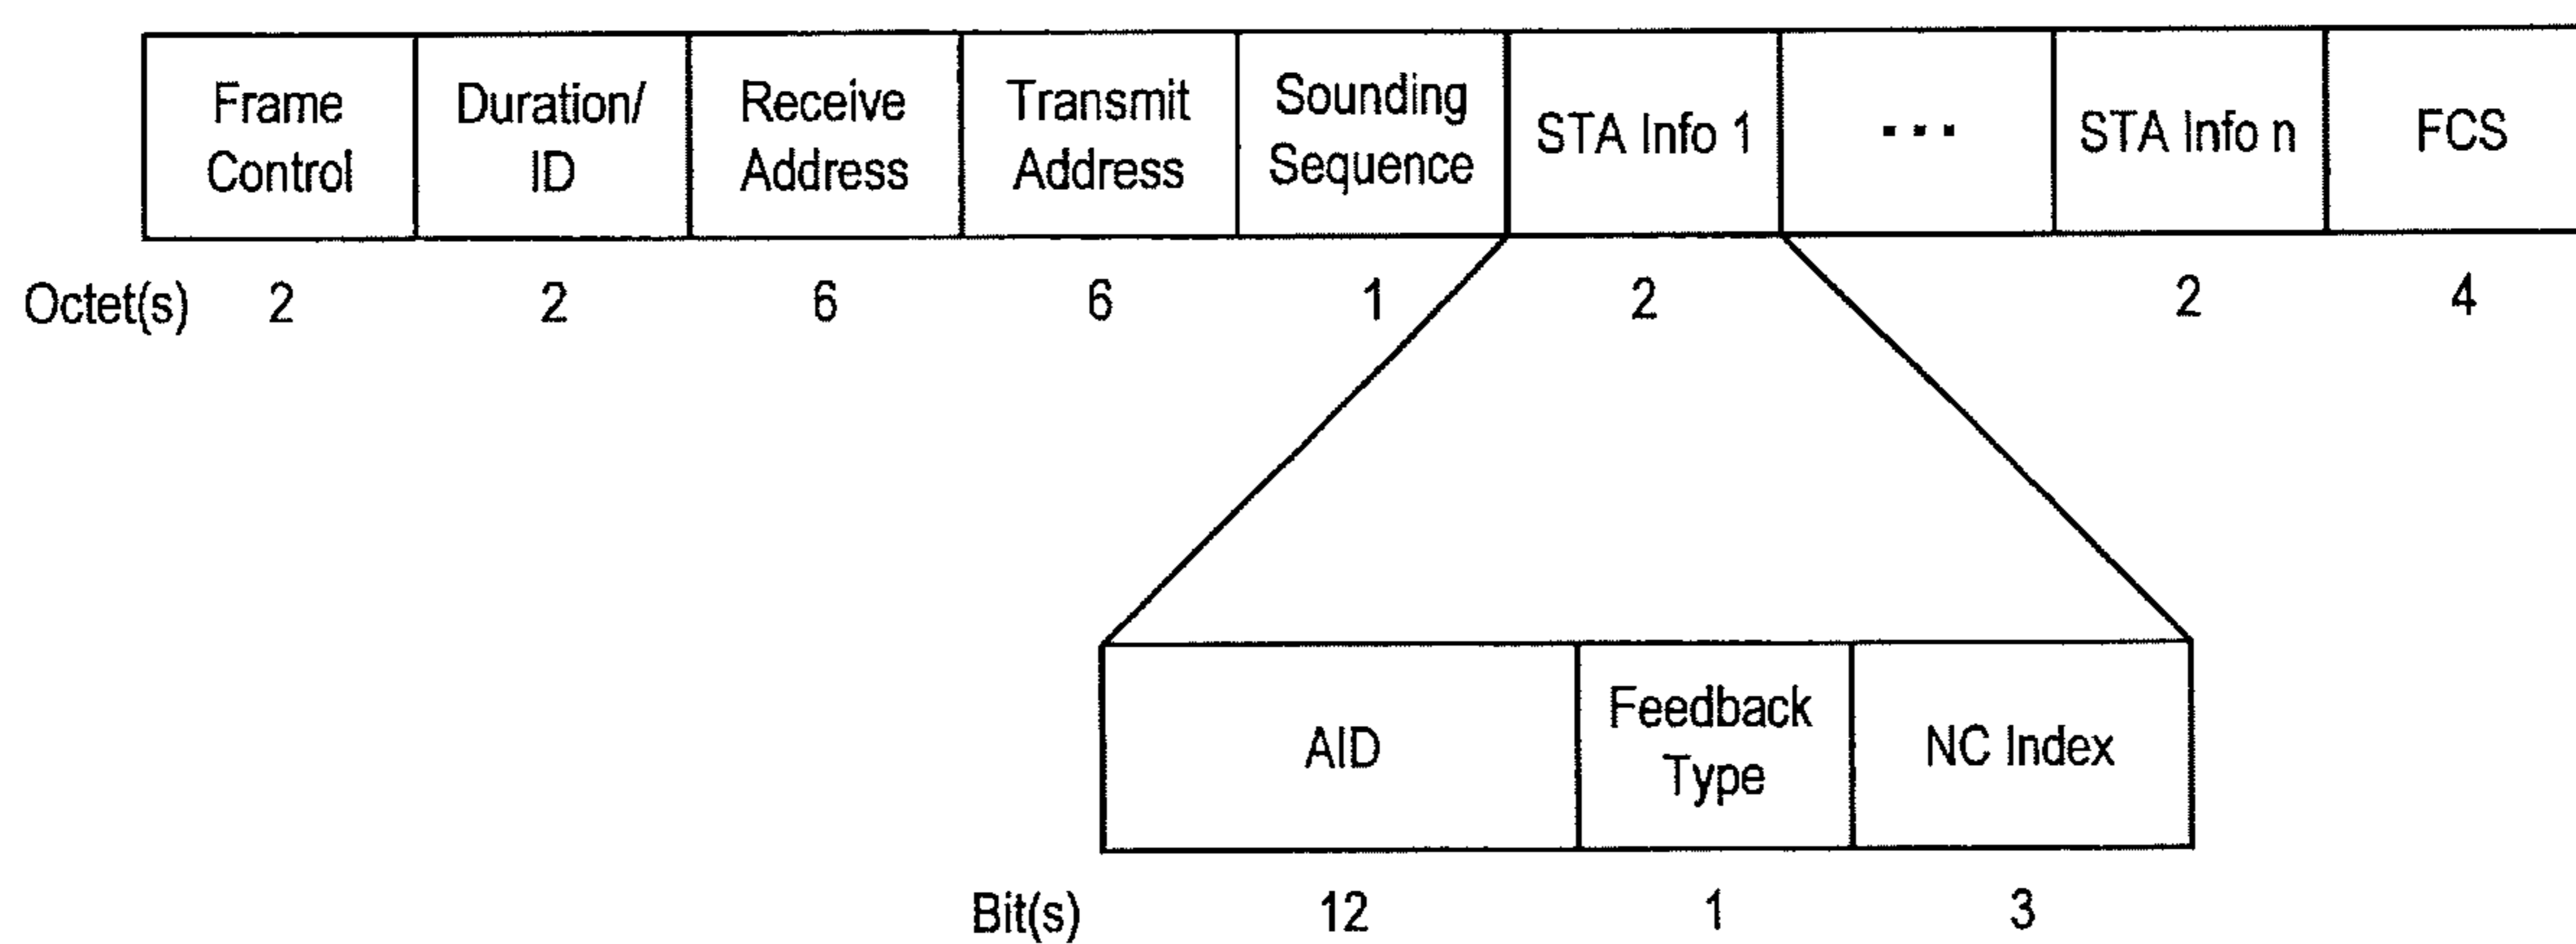 Frame Control
Duration/ ID
Receive Address
Transmit Address
Sounding Sequence
STA Info 1
...
STA Info n
FCS
Octet(s) 2 2 6 6 1 2 2 4
AID
Feedback Type
NC Index
Bit(s) 12 1 3